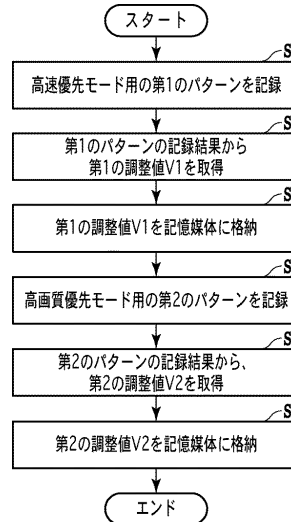 スタート
S
高速優先モード用の第1のパターンを記録
S
第1のパターンの記録結果から
第1の調整値V1を取得
S
第1の調整値V1を記憶媒体に格納
S
高画質優先モード用の第2のパターンを記録
S
第2のパターンの記録結果から、
第2の調整値V2を取得
S
第2の調整値V2を記憶媒体に格納
エンド